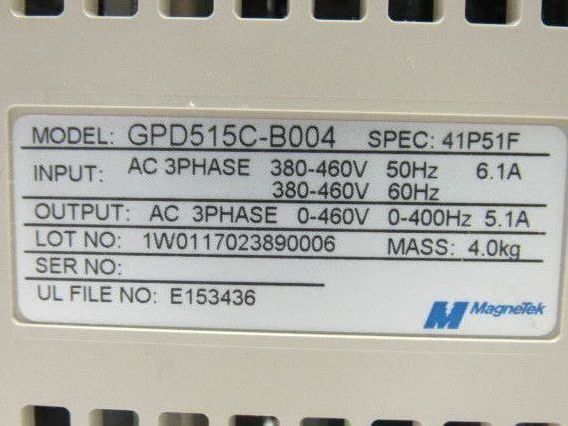 MODEL: GPD515C-B004 SPEC: 41P51F
INPUT: AC 3PHASE 380-460V 50Hz 6.1A
380-460V 60Hz
OUTPUT: AC 3PHASE 0-460V 0-400Hz 5.1A
LOT NO: 1W0117023890006 MASS: 4.0kg
SER NO:
UL FILE NO: E153436
MagneTek